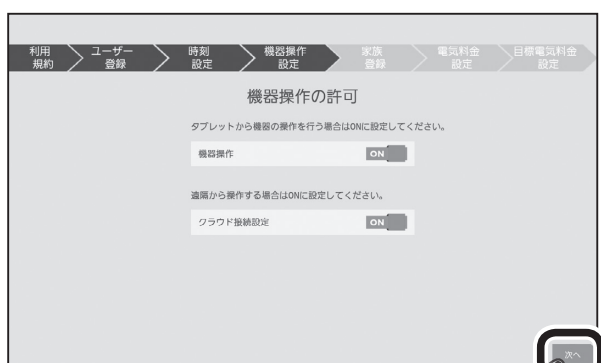 利用
規約
ユーザー
登録
時刻
設定
機器操作
設定
家族
登録
電気料金
設定
目標電気料金
設定
機器操作の許可
タブレットから機器の操作を行う場合はONに設定してください。
機器操作
ON
遠隔から操作する場合はONに設定してください。
クラウド接続設定
ON
次へ